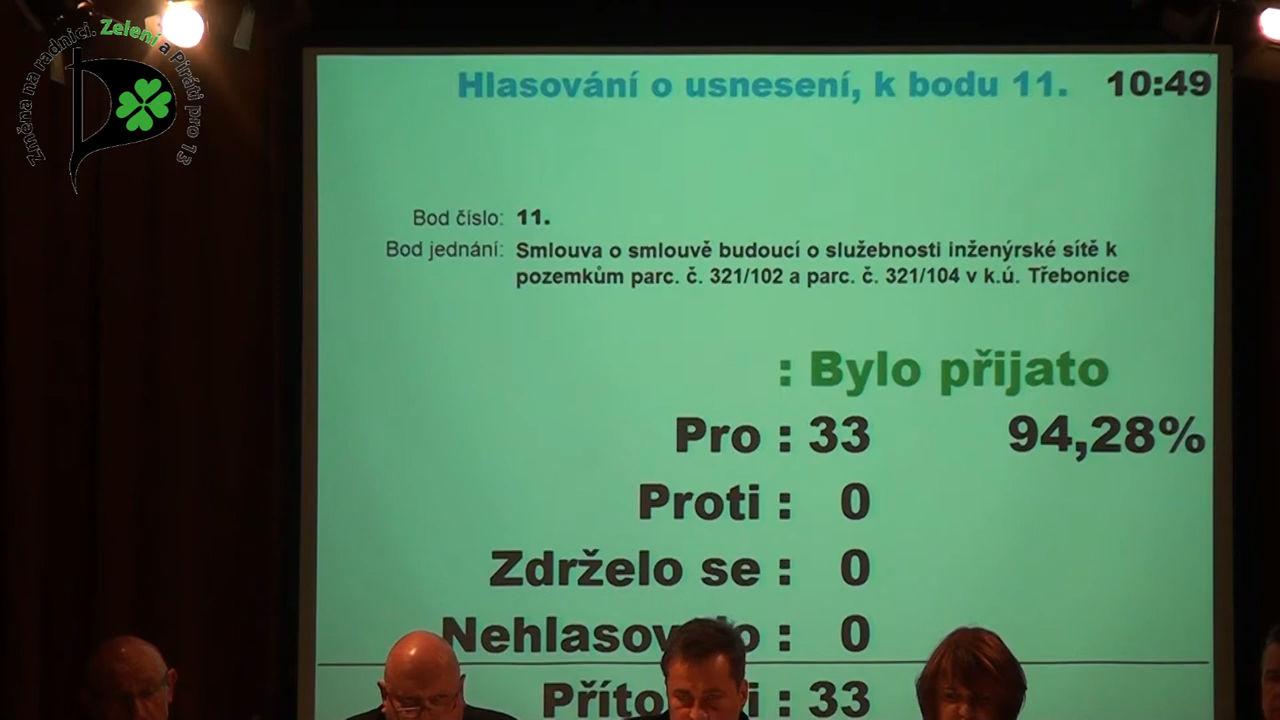 Změna na radnici. Zelení a Piráti pro 13
Hlasování o usnesení, k bodu 11. 10:49
Bod číslo: 11.
Bod jednání: Smlouva o smlouvě budoucí o služebnosti inženýrské sítě k
pozemkům parc. č. 321/102 a parc. č. 321/104 v k.ú. Třebonice
: Bylo přijato
Pro : 33 94,28%
Proti : 0
Zdrželo se : 0
: 0
: 33